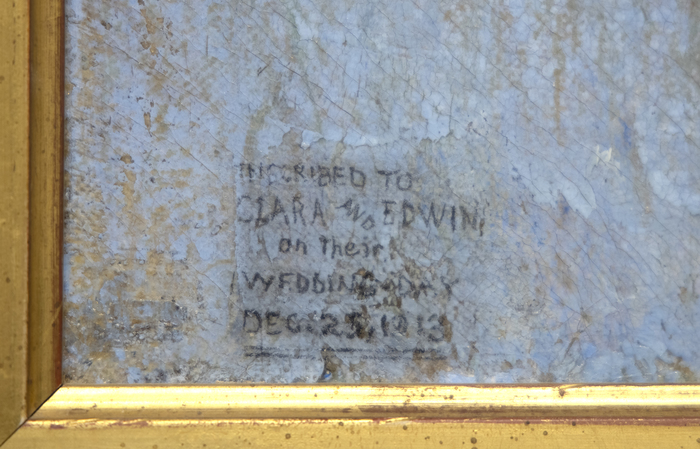 INSCRIBED TO
CLARA AND EDWIN
on their
WEDDING DAY
DEC. 25, 1913